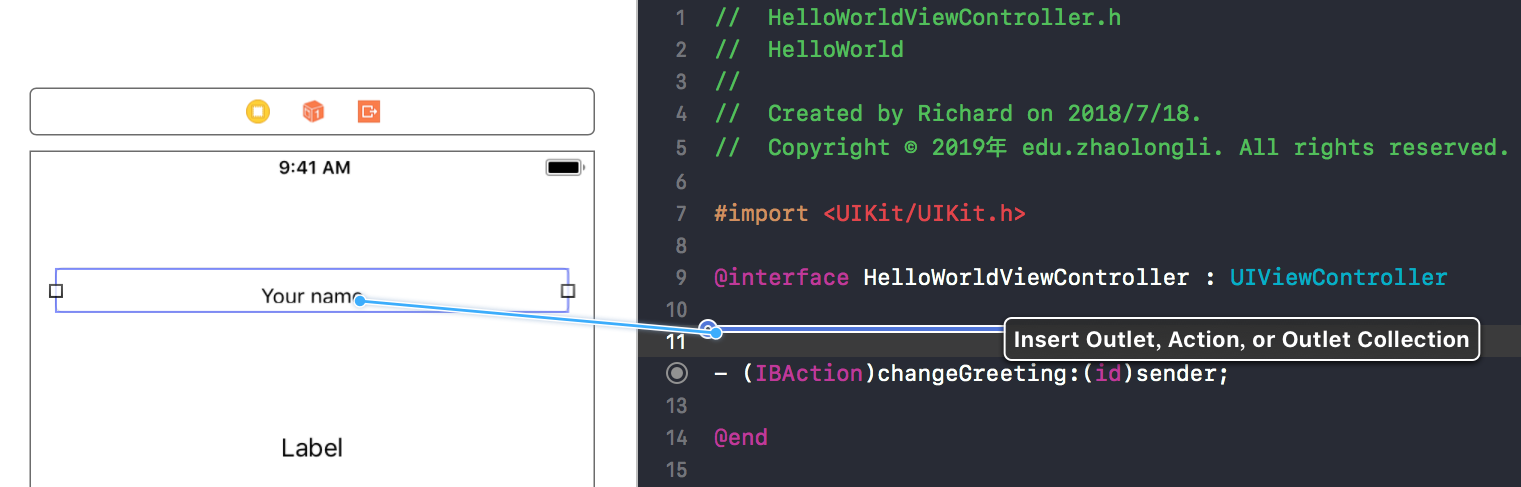 9:41 AM
Your name
Label
1 // HelloWorldViewController.h
2 // HelloWorld
3 //
4 // Created by Richard on 2018/7/18.
5 // Copyright © 2019年 edu.zhaolongli. All rights reserved.
6
7 #import <UIKit/UIKit.h>
8
9 @interface HelloWorldViewController : UIViewController
10
11
Insert Outlet, Action, or Outlet Collection
- (IBAction)changeGreeting:(id)sender;
13
14 @end
15